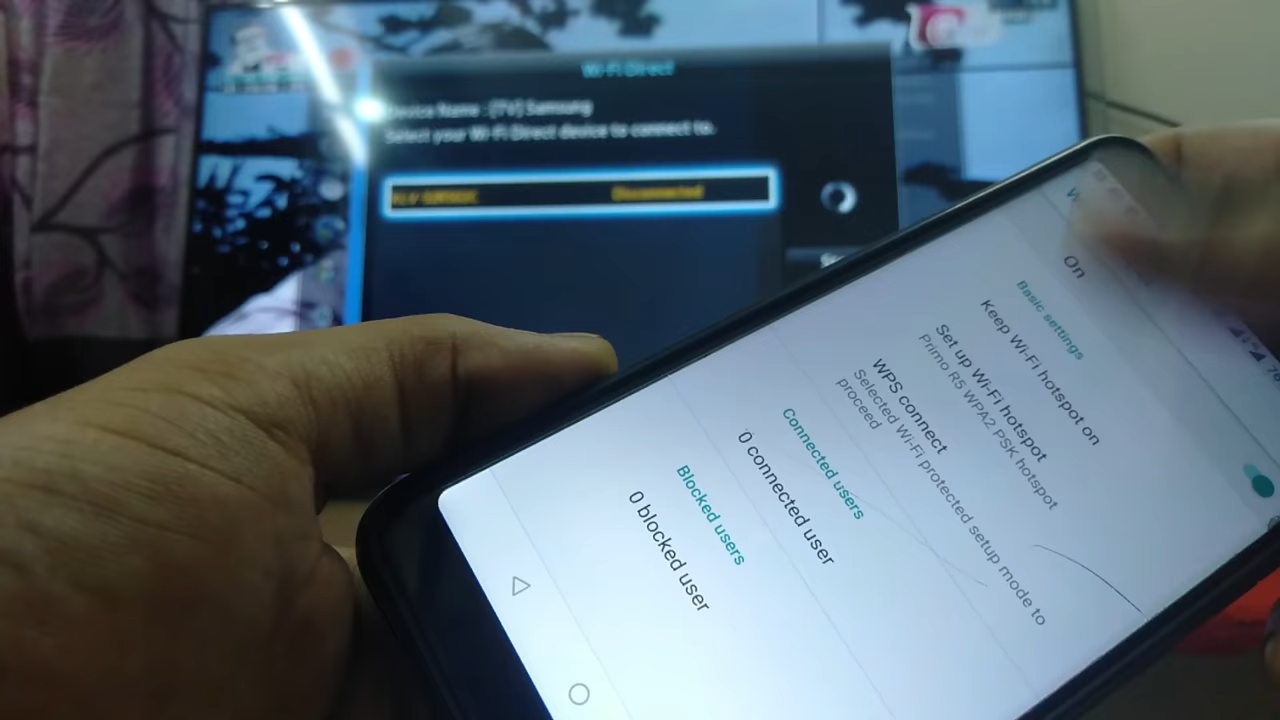 Wi-Fi Direct
Device Name : [TV] Samsung
Select your Wi-Fi Direct device to connect to.
Disconnected
On
Basic settings
Keep Wi-Fi hotspot on
Set up Wi-Fi hotspot
Primo R5 WPA2 PSK hotspot
WPS connect
Selected Wi-Fi protected setup mode to
proceed
Connected users
0 connected user
Blocked users
0 blocked user